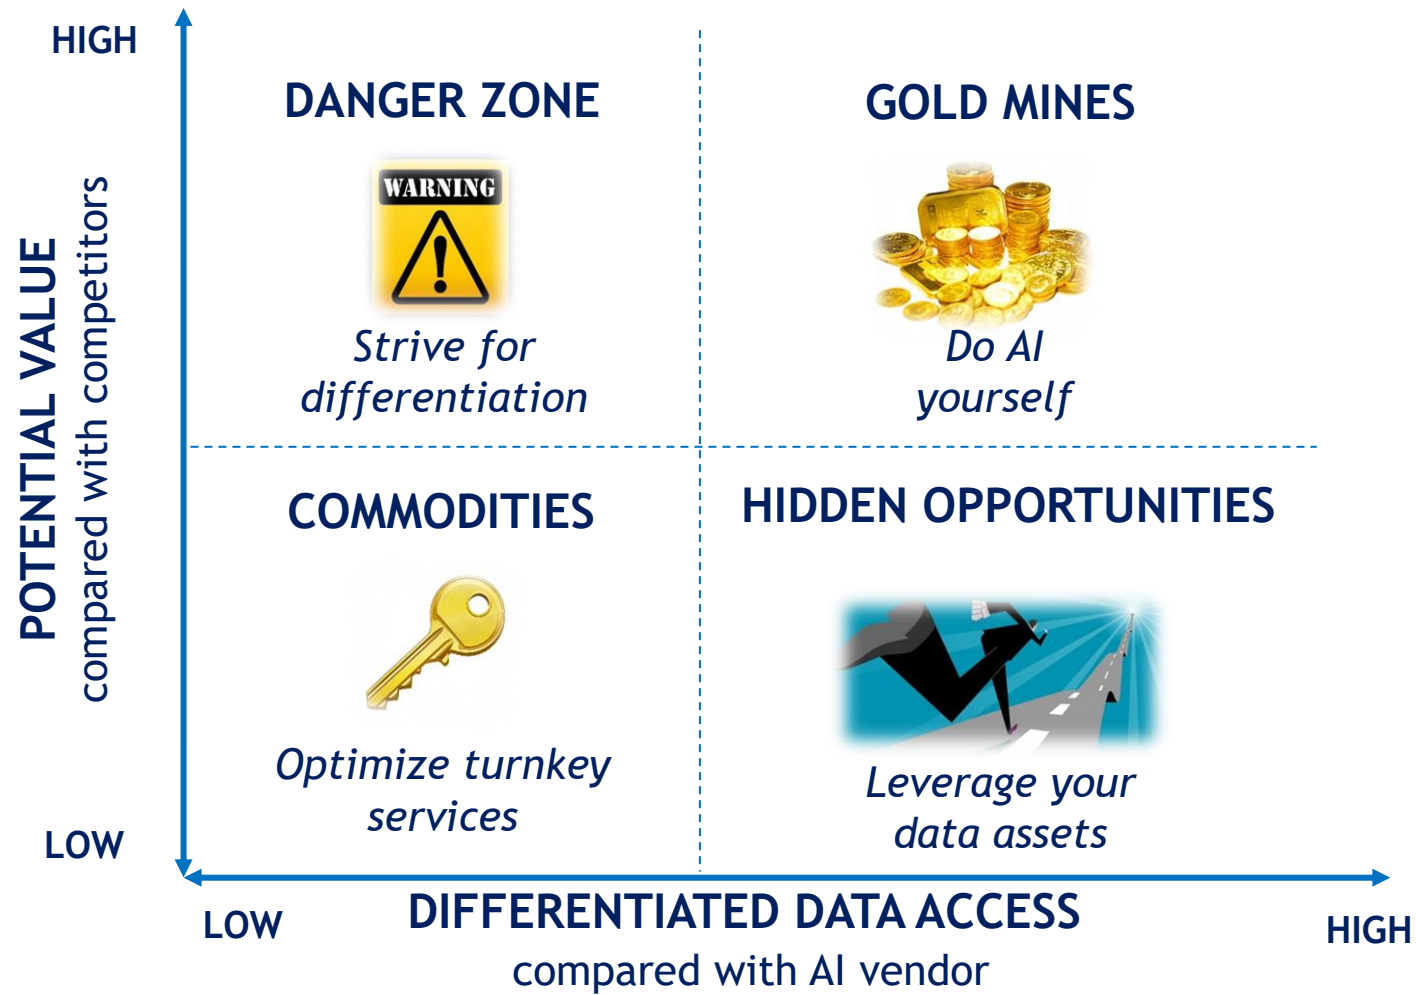 HIGH
DANGER ZONE
GOLD MINES
WARNING
Strive for
differentiation
Do AI
yourself
POTENTIAL VALUE
compared with competitors
COMMODITIES
HIDDEN OPPORTUNITIES
Optimize turnkey
services
Leverage your
data assets
LOW
LOW
DIFFERENTIATED DATA ACCESS
HIGH
compared with AI vendor